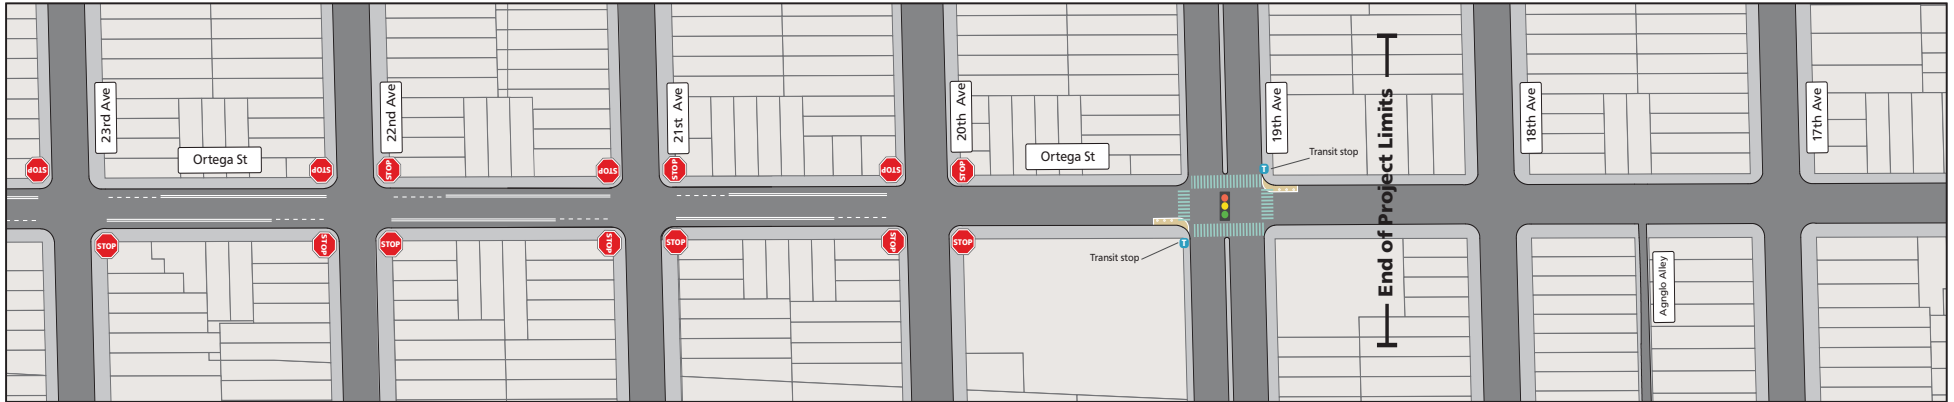 23rd Ave
22nd Ave
21st Ave
20th Ave
19th Ave
18th Ave
17th Ave
Ortega St
Ortega St
Transit stop
STOP
STOP
STOP
STOP
STOP
STOP
STOP
End of Project Limits
STOP
STOP
STOP
STOP
STOP
STOP
STOP
T
T
Transit stop
Agnglo Alley